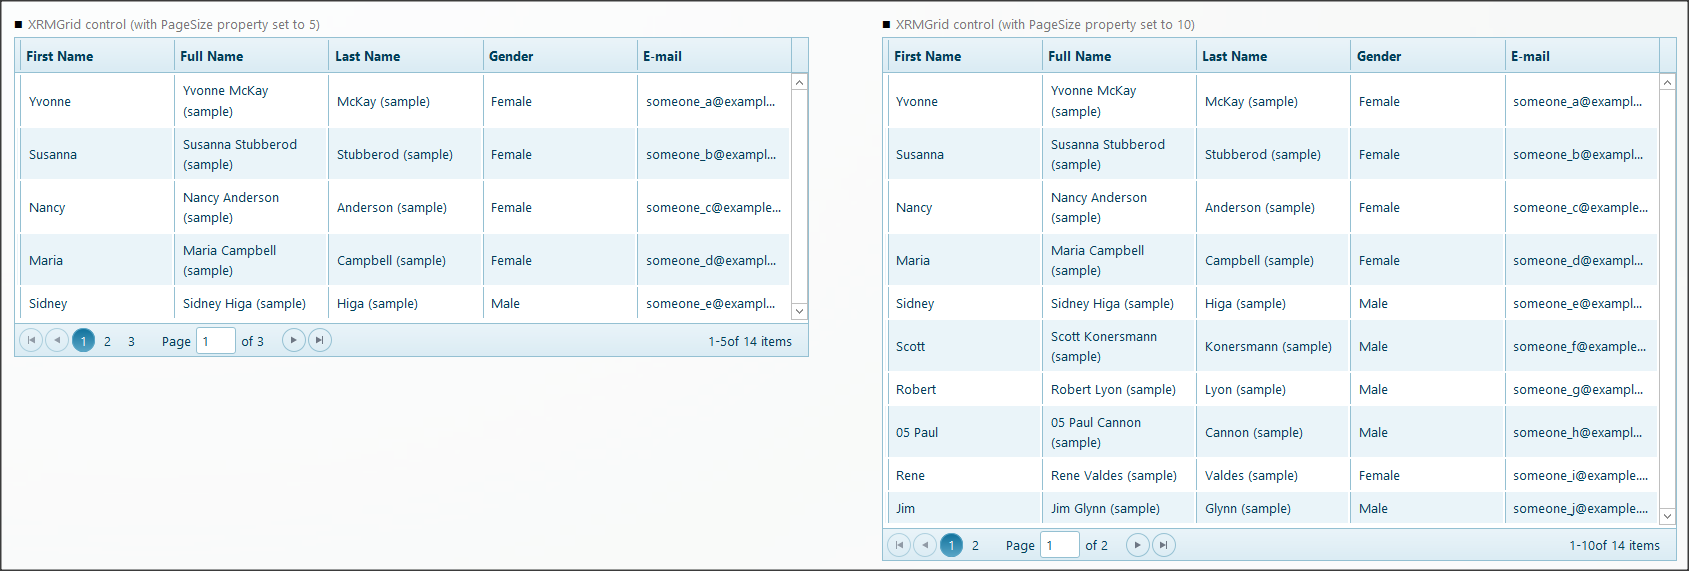 XRMGrid control (with PageSize property set to 5)
First Name Full Name Last Name Gender E-mail
Yvonne Yvonne McKay (sample) McKay (sample) Female someone_a@exampl...
Susanna Susanna Stubberod (sample) Stubberod (sample) Female someone_b@exampl...
Nancy Nancy Anderson (sample) Anderson (sample) Female someone_c@example...
Maria Maria Campbell (sample) Campbell (sample) Female someone_d@exampl...
Sidney Sidney Higa (sample) Higa (sample) Male someone_e@exampl...
1 2 3 Page 1 of 3 1-5of 14 items
XRMGrid control (with PageSize property set to 10)
First Name Full Name Last Name Gender E-mail
Yvonne Yvonne McKay (sample) McKay (sample) Female someone_a@exampl...
Susanna Susanna Stubberod (sample) Stubberod (sample) Female someone_b@exampl...
Nancy Nancy Anderson (sample) Anderson (sample) Female someone_c@example...
Maria Maria Campbell (sample) Campbell (sample) Female someone_d@exampl...
Sidney Sidney Higa (sample) Higa (sample) Male someone_e@exampl...
Scott Scott Konersmann (sample) Konersmann (sample) Male someone_f@example...
Robert Robert Lyon (sample) Lyon (sample) Male someone_g@exampl...
05 Paul 05 Paul Cannon (sample) Cannon (sample) Male someone_h@exampl...
Rene Rene Valdes (sample) Valdes (sample) Female someone_i@example....
Jim Jim Glynn (sample) Glynn (sample) Male someone_j@example....
1 2 Page 1 of 2 1-10of 14 items